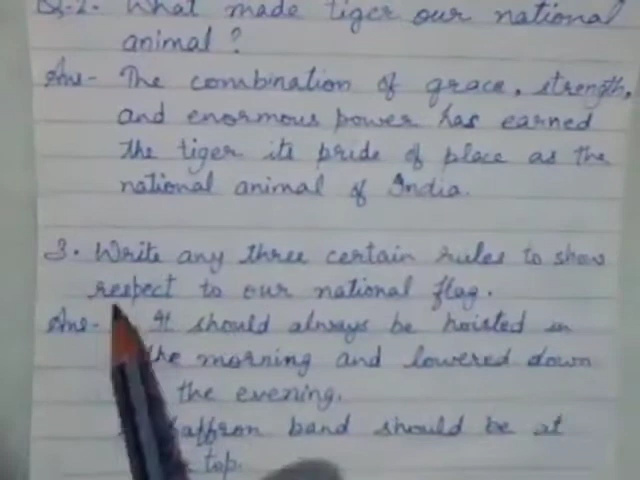 Q.2. What made tiger our national
animal?
Ans- The combination of grace, strength,
and enormous power has earned
the tiger its pride of place as the
national animal of India.
3. Write any three certain rules to show
respect to our national flag.
Ans- It should always be hoisted in
the morning and lowered down
the evening.
affron band should be at
top.